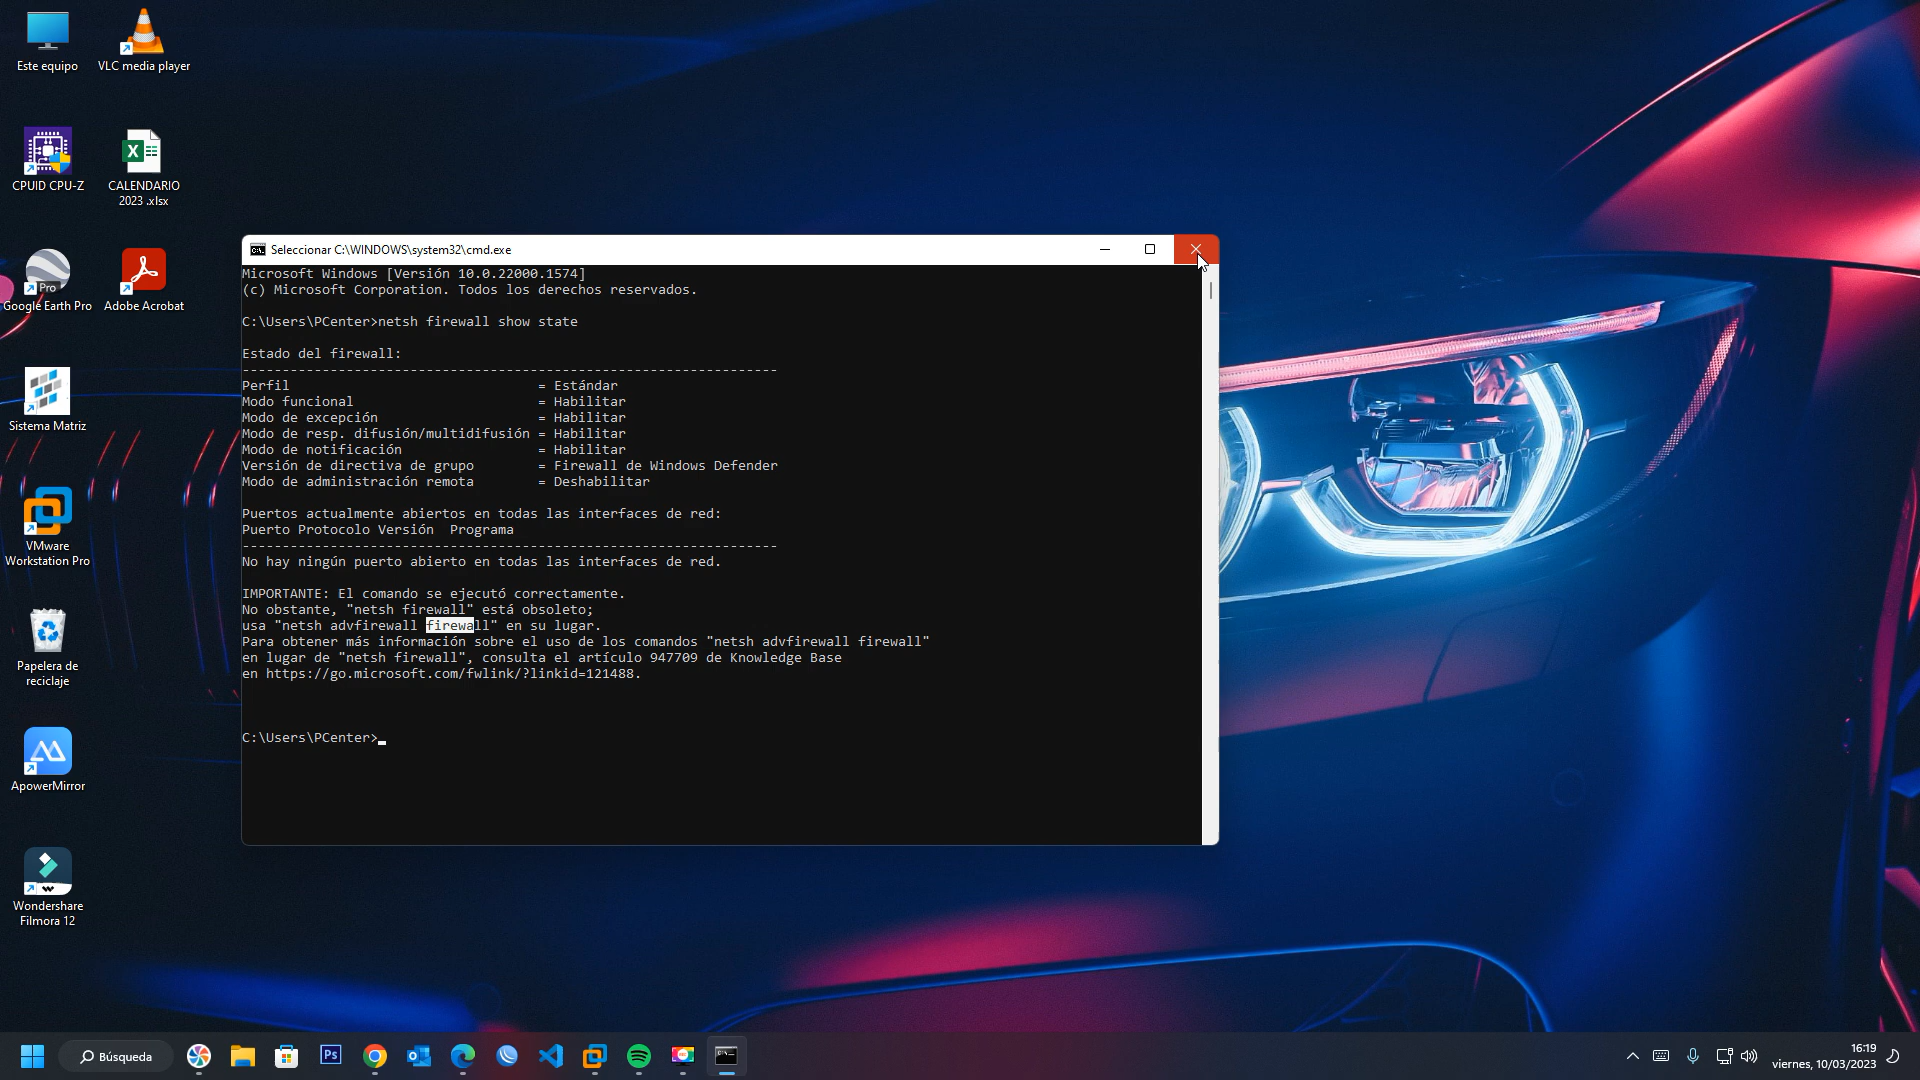 Este equipo
VLC media player
CPUID CPU-Z
CALENDARIO
2023 .xlsx
Pro
Google Earth Pro
Adobe Acrobat
Sistema Matriz
VMware
Workstation Pro
Papelera de
reciclaje
ApowerMirror
Wondershare
Filmora 12
Seleccionar C:\WINDOWS\system32\cmd.exe
Microsoft Windows [Versión 10.0.22000.1574]
(c) Microsoft Corporation. Todos los derechos reservados.
C:\Users\PCenter>netsh firewall show state
Estado del firewall:
-------------------------------------------------------------------
Perfil                               = Estándar
Modo funcional                       = Habilitar
Modo de excepción                    = Habilitar
Modo de resp. difusión/multidifusión = Habilitar
Modo de notificación                 = Habilitar
Versión de directiva de grupo        = Firewall de Windows Defender
Modo de administración remota        = Deshabilitar
Puertos actualmente abiertos en todas las interfaces de red:
Puerto Protocolo Versión  Programa
-------------------------------------------------------------------
No hay ningún puerto abierto en todas las interfaces de red.
IMPORTANTE: El comando se ejecutó correctamente.
No obstante, "netsh firewall" está obsoleto;
usa "netsh advfirewall firewall" en su lugar.
Para obtener más información sobre el uso de los comandos "netsh advfirewall firewall"
en lugar de "netsh firewall", consulta el artículo 947709 de Knowledge Base
en https://go.microsoft.com/fwlink/?linkid=121488.
C:\Users\PCenter>
Búsqueda
Ps
16:19
viernes, 10/03/2023